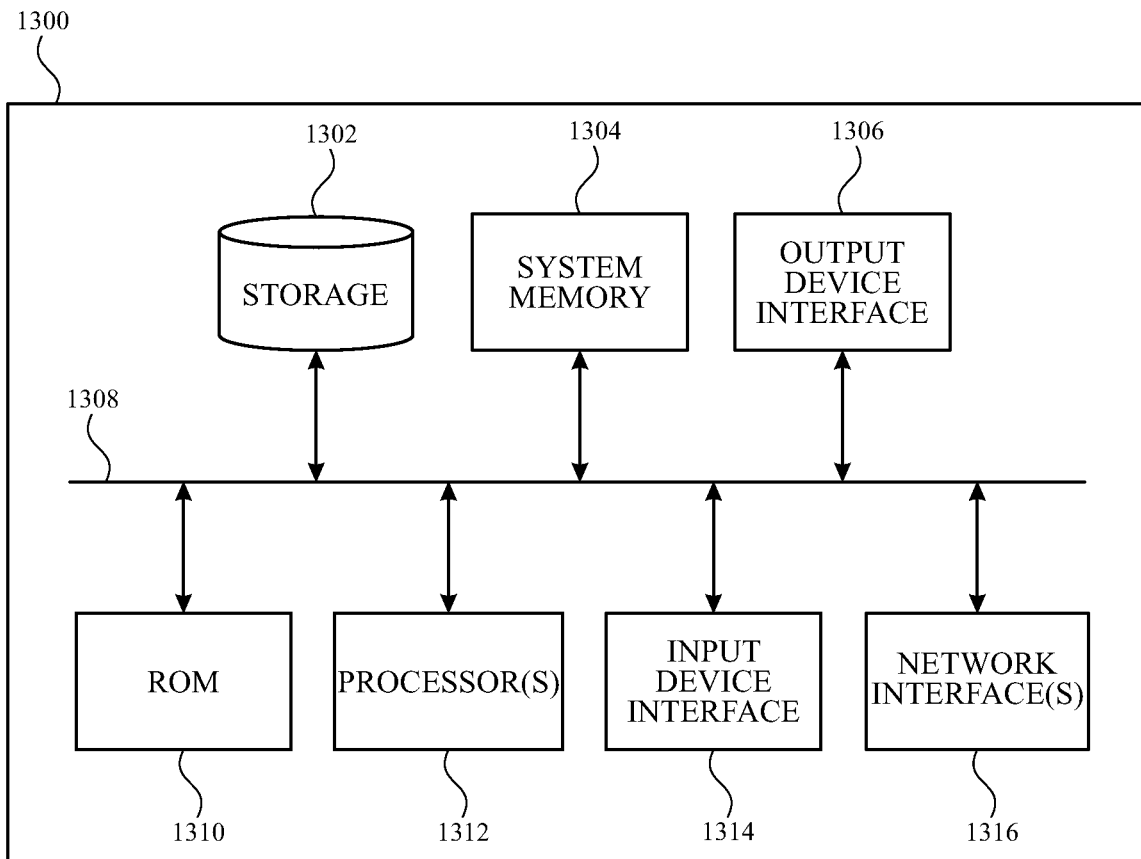 1300
1302
1304
1306
STORAGE
SYSTEM
MEMORY
OUTPUT
DEVICE
INTERFACE
1308
ROM
PROCESSOR(S)
INPUT
DEVICE
INTERFACE
NETWORK
INTERFACE(S)
1310
1312
1314
1316